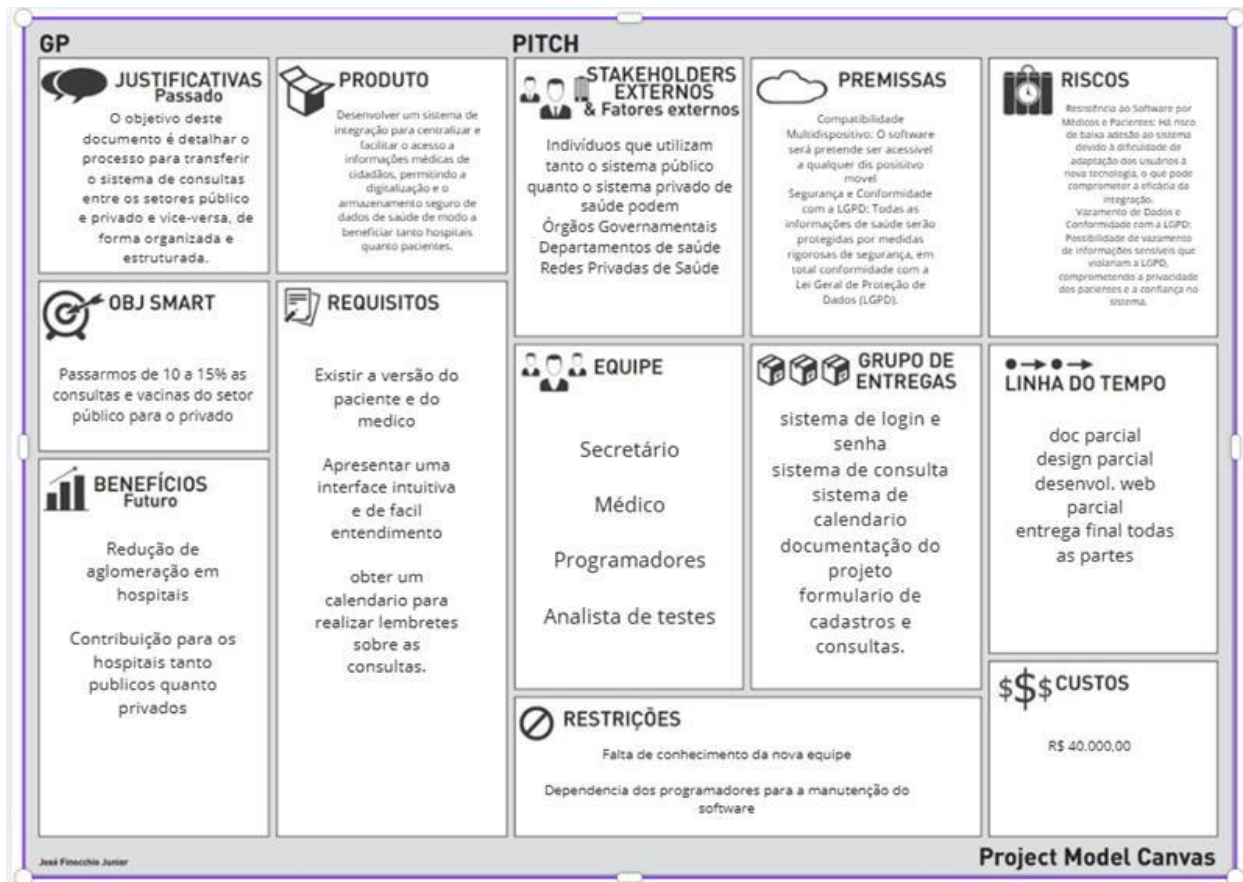 GP
PITCH
JUSTIFICATIVAS
Passado
O objetivo deste
documento é detalhar o
processo para transferir
o sistema de consultas
entre os setores público
e privado e vice-versa, de
forma organizada e
estruturada.
PRODUTO
Desenvolver um sistema de
integração para centralizar e
facilitar o acesso a
informações médicas de
cidadãos, permitindo a
digitalização e o
armazenamento seguro de
dados de saúde de modo a
beneficiar tanto hospitais
quanto pacientes.
STAKEHOLDERS
EXTERNOS
& Fatores externos
Indivíduos que utilizam
tanto o sistema público
quanto o sistema privado de
saúde podem
Órgãos Governamentais
Departamentos de saúde
Redes Privadas de Saúde
PREMISSAS
Compatibilidade
Multidispositivo: O software
será pretende ser acessivel
a qualquer dis posisitvo
movel
Segurança e Conformidade
com a LGPD: Todas as
informações de saúde serão
protegidas por medidas
rigorosas de segurança, em
total conformidade com a
Lei Geral de Proteção de
Dados (LGPD).
RISCOS
Resistência ao Software por
Médicos e Pacientes: Há risco
de baixa adesão ao sistema
devido à dificuldade de
adaptação dos usuários à
nova tecnologia, o que pode
comprometer a eficácia da
integração.
Vazamento de Dados e
Conformidade com a LGPD:
Possibilidade de vazamento
de informações sensíveis que
violariam a LGPD,
comprometendo a privacidade
dos pacientes e a confiança no
sistema.
OBJ SMART
Passarmos de 10 a 15% as
consultas e vacinas do setor
público para o privado
REQUISITOS
Existir a versão do
paciente e do
medico
Apresentar uma
interface intuitiva
e de facil
entendimento
obter um
calendario para
realizar lembretes
sobre as
consultas.
EQUIPE
Secretário
Médico
Programadores
Analista de testes
GRUPO DE
ENTREGAS
sistema de login e
senha
sistema de consulta
sistema de
calendario
documentação do
projeto
formulario de
cadastros e
consultas.
LINHA DO TEMPO
doc parcial
design parcial
desenvol. web
parcial
entrega final todas
as partes
BENEFÍCIOS
Futuro
Redução de
aglomeração em
hospitais
Contribuição para os
hospitais tanto
publicos quanto
privados
RESTRIÇÕES
Falta de conhecimento da nova equipe
Dependencia dos programadores para a manutenção do
software
$$$ CUSTOS
R$ 40.000,00
José Finocchio Junior
Project Model Canvas